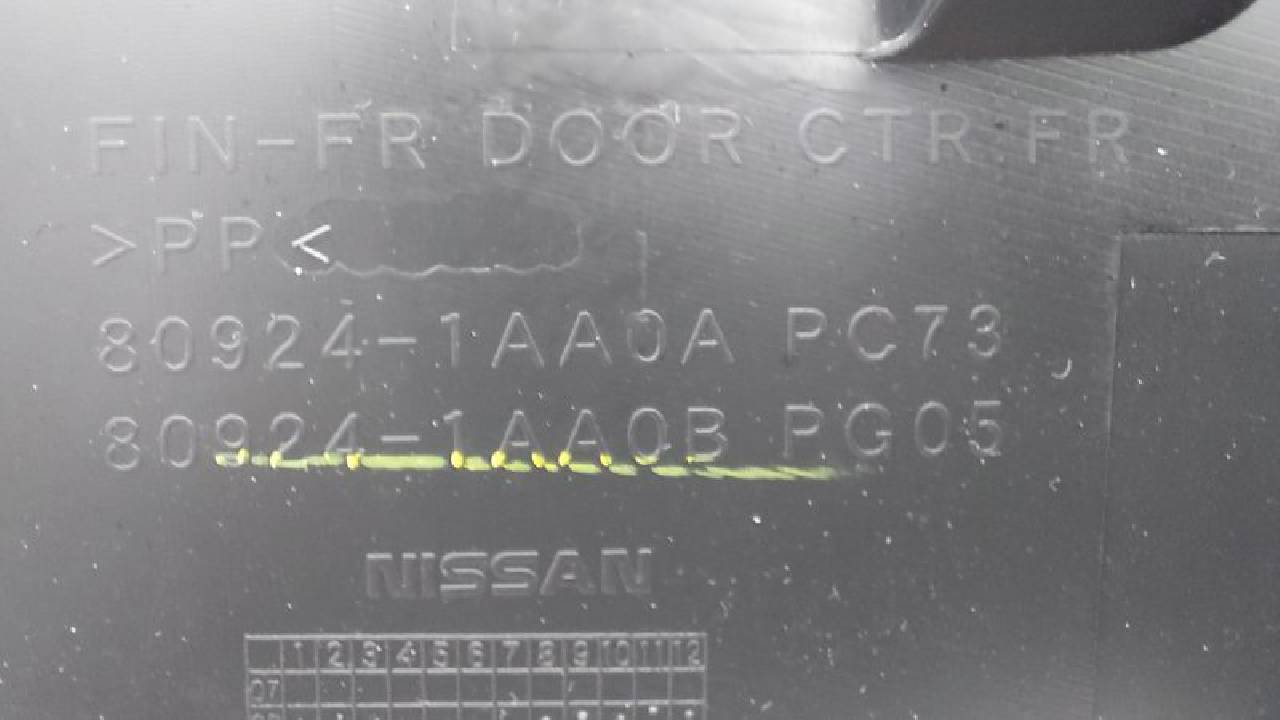 FIN-FR DOOR CTR FR
>PP<
80924-1AA0A PC73
80924-1AA0B PG05
NISSAN
1 2 3 4 5 6 7 8 9 10 11 12
07